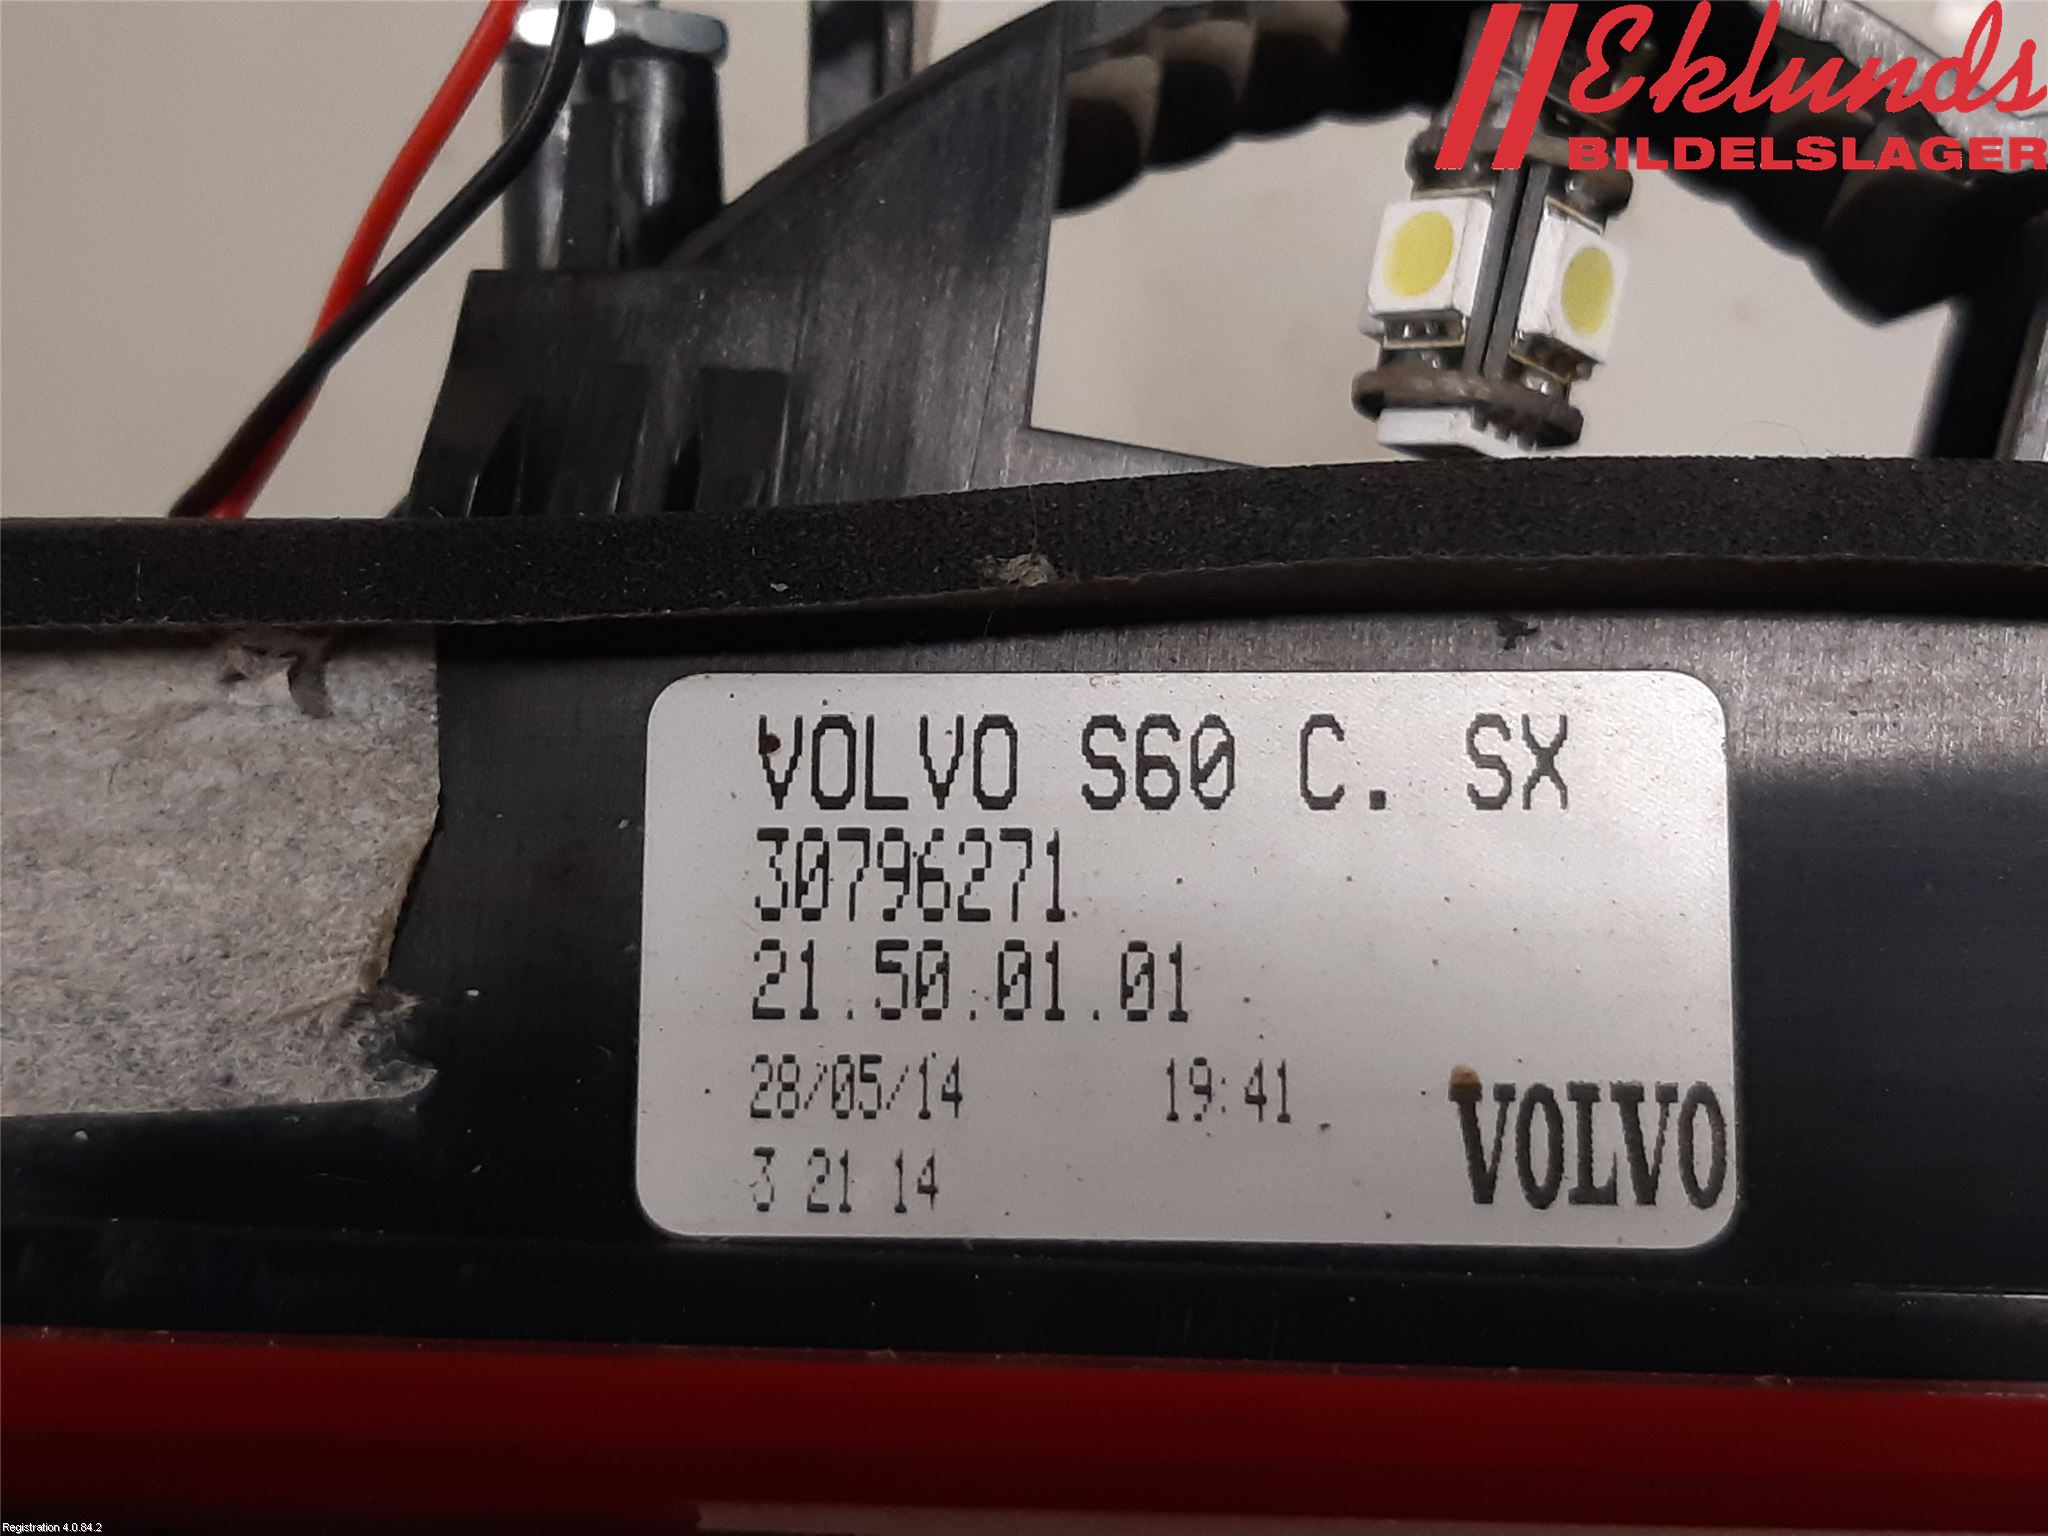 Eklunds
BILDELSLAGER
VOLVO S60 C. SX
30796271
21.50.01.01
28/05/14 19:41
3 21 14
VOLVO
Registration 4.0.84.2